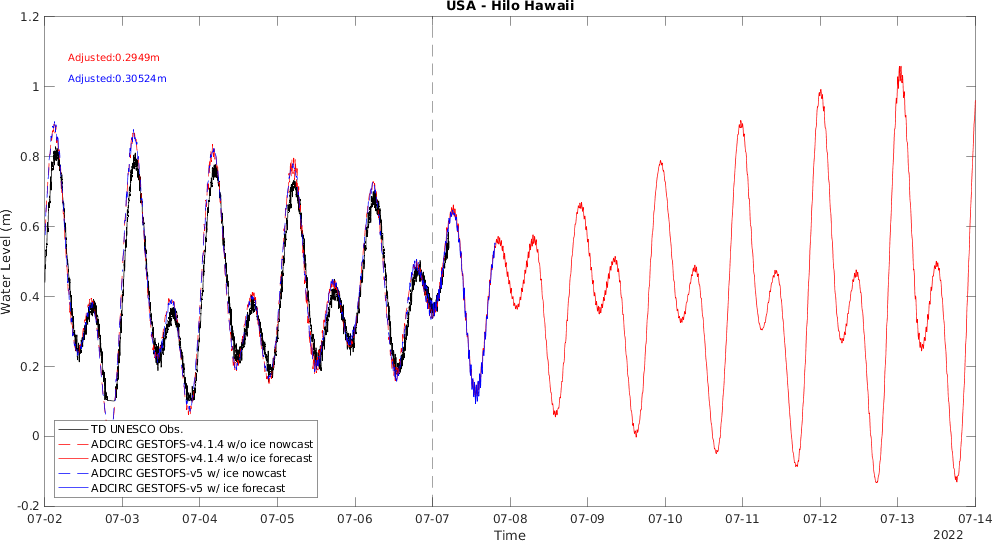 USA - Hilo Hawaii
1.2
Adjusted:0.2949m
Adjusted:0.30524m
1
0.8
0.6
0.4
0.2
0
-0.2
Water Level (m)
TD UNESCO Obs.
ADCIRC GESTOFS-v4.1.4 w/o ice nowcast
ADCIRC GESTOFS-v4.1.4 w/o ice forecast
ADCIRC GESTOFS-v5 w/ ice nowcast
ADCIRC GESTOFS-v5 w/ ice forecast
07-02 07-03 07-04 07-05 07-06 07-07 07-08 07-09 07-10 07-11 07-12 07-13 07-14
Time
2022